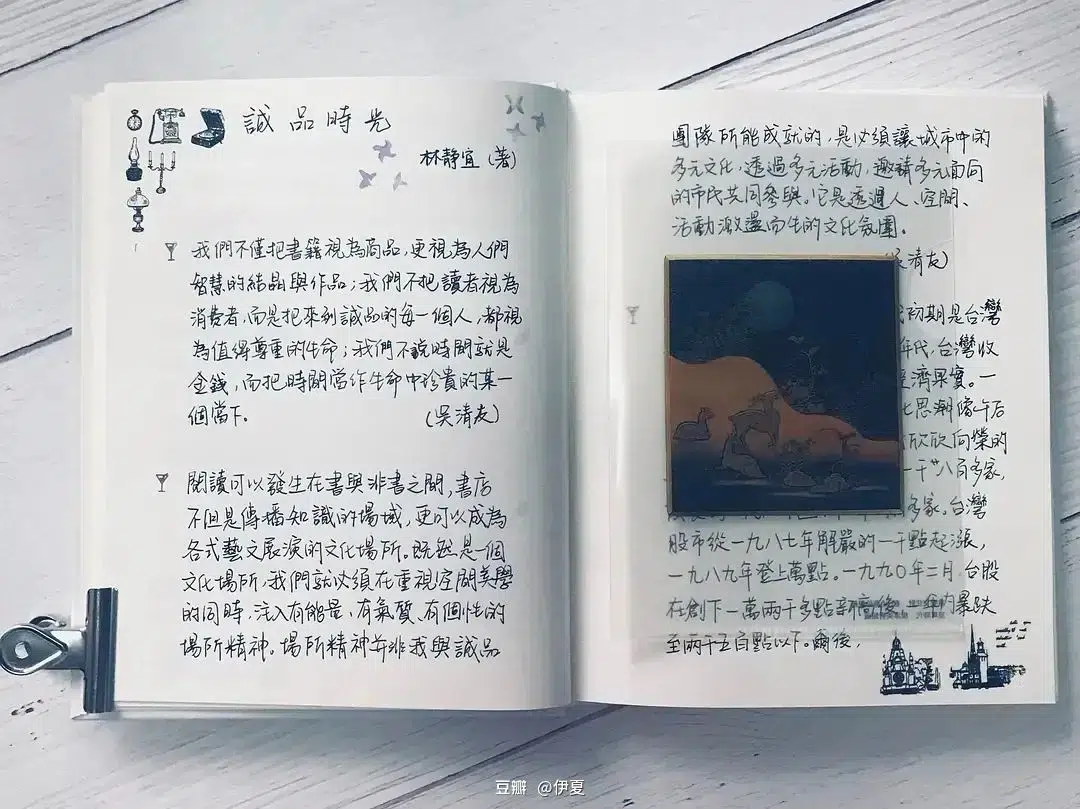 誠品時光
林静宜（著）
我們不僅把書籍視為商品，更視為人們
智慧的結晶與作品；我們不把讀者視為
消費者，而是把來到誠品的每一個人，都視
為值得尊重的生命；我們不說時間就是
金錢，而把時間當作生命中珍貴的某一
個當下。
（吳清友）
閱讀可以發生在書與非書之間，書店
不但是傳播知識的場域，更可以成為
各式藝文展演的文化場所。既然是一個
文化場所，我們就必須在重視空間美學
的同時，注入有能量、有氣質、有個性的
場所精神。場所精神並非我與誠品
團隊所能成就的，是必須讓城市中的
多元文化，透過多元活動，邀請多元面向
的市民共同參與。它是透過人、空間、
活動激盪而生的文化氛圍。
吳清友）
初期是台灣
年代，台灣收
經濟果實。一
思潮像午后
欣欣向榮的
一千廿八百多家，
多家。台灣
股市從一九八七年解嚴的一千點起漲，
一九八九年登上萬點。一九九〇年二月，台股
在創下一萬兩千多點新高後，內暴跌
至兩千五百點以下。爾後，
豆瓣 @伊夏